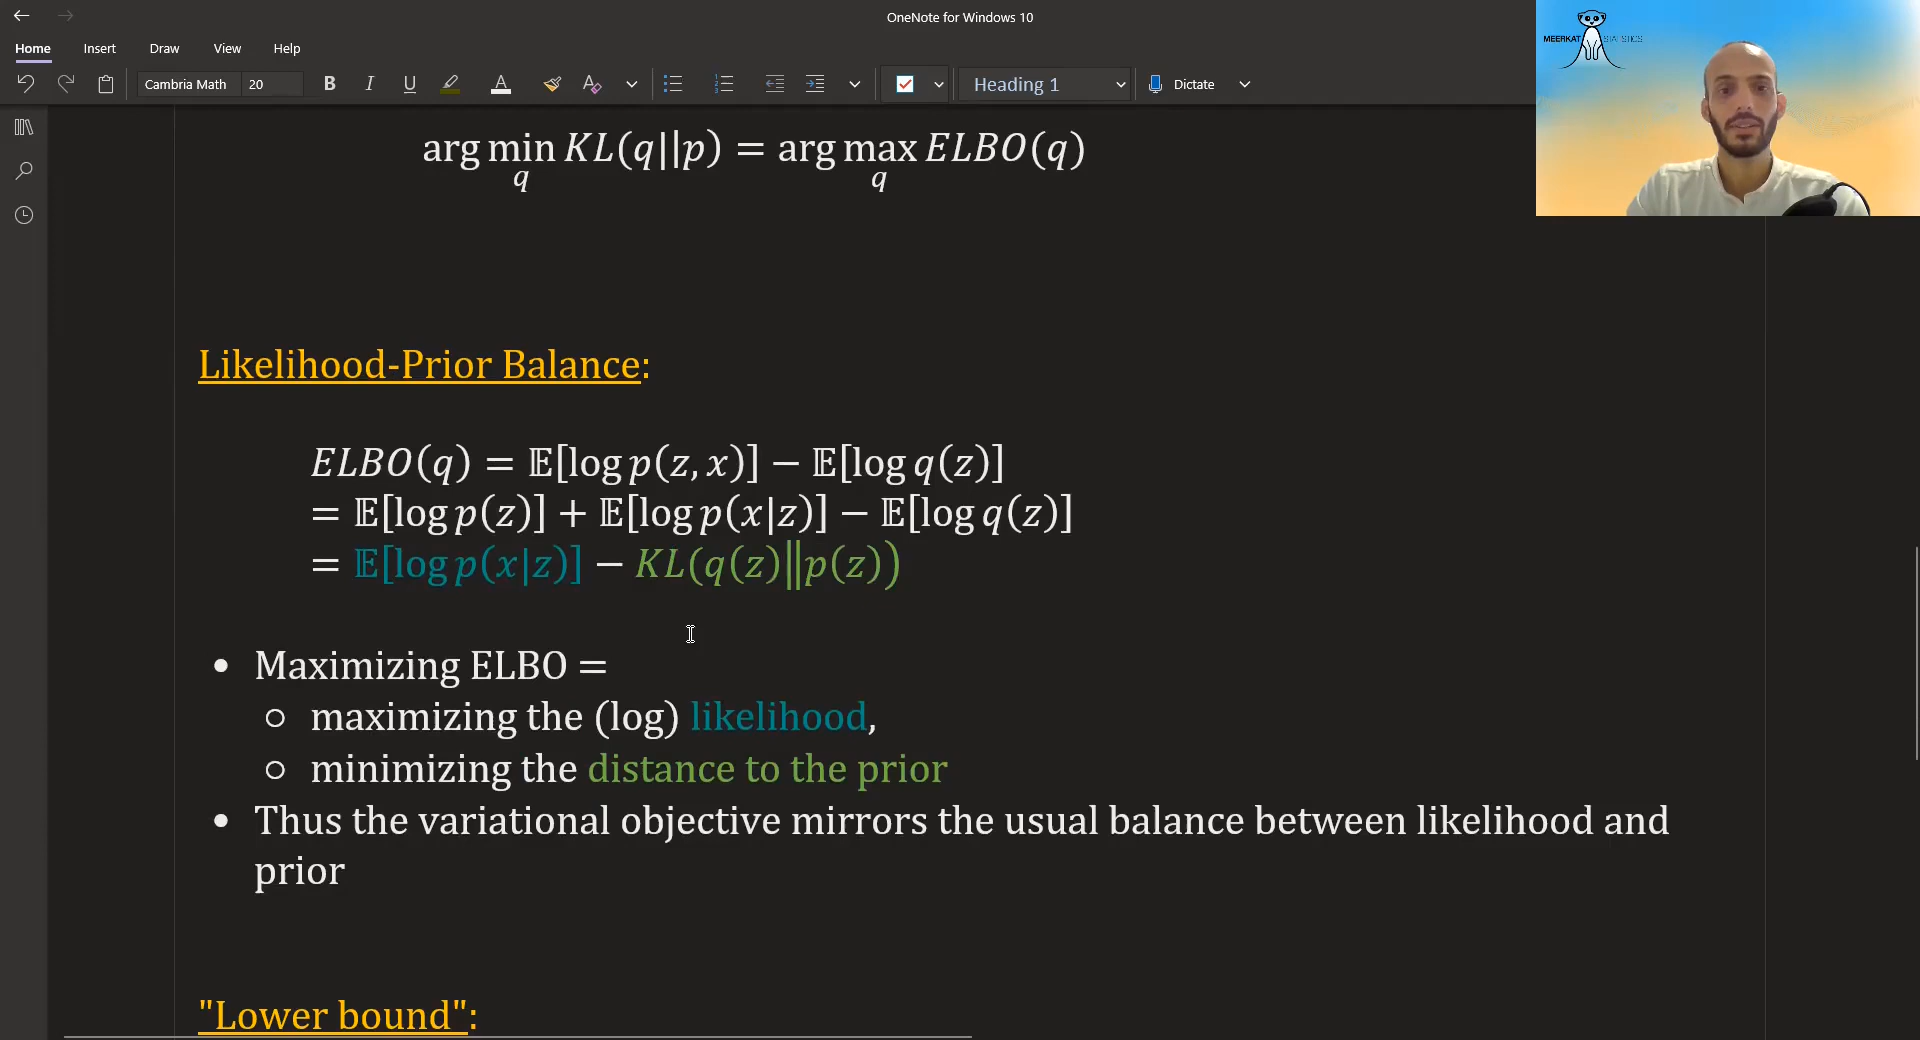 OneNote for Windows 10
MEERKAT STATISTICS
Home Insert Draw View Help
Cambria Math 20 B I U A A Heading 1 Dictate
arg min KL(q||p) = arg max ELBO(q)
q q
Likelihood-Prior Balance:
ELBO(q) = 𝔼[log p(z, x)] − 𝔼[log q(z)]
= 𝔼[log p(z)] + 𝔼[log p(x|z)] − 𝔼[log q(z)]
= 𝔼[log p(x|z)] − KL(q(z)||p(z))
• Maximizing ELBO =
○ maximizing the (log) likelihood,
○ minimizing the distance to the prior
• Thus the variational objective mirrors the usual balance between likelihood and
prior
"Lower bound":